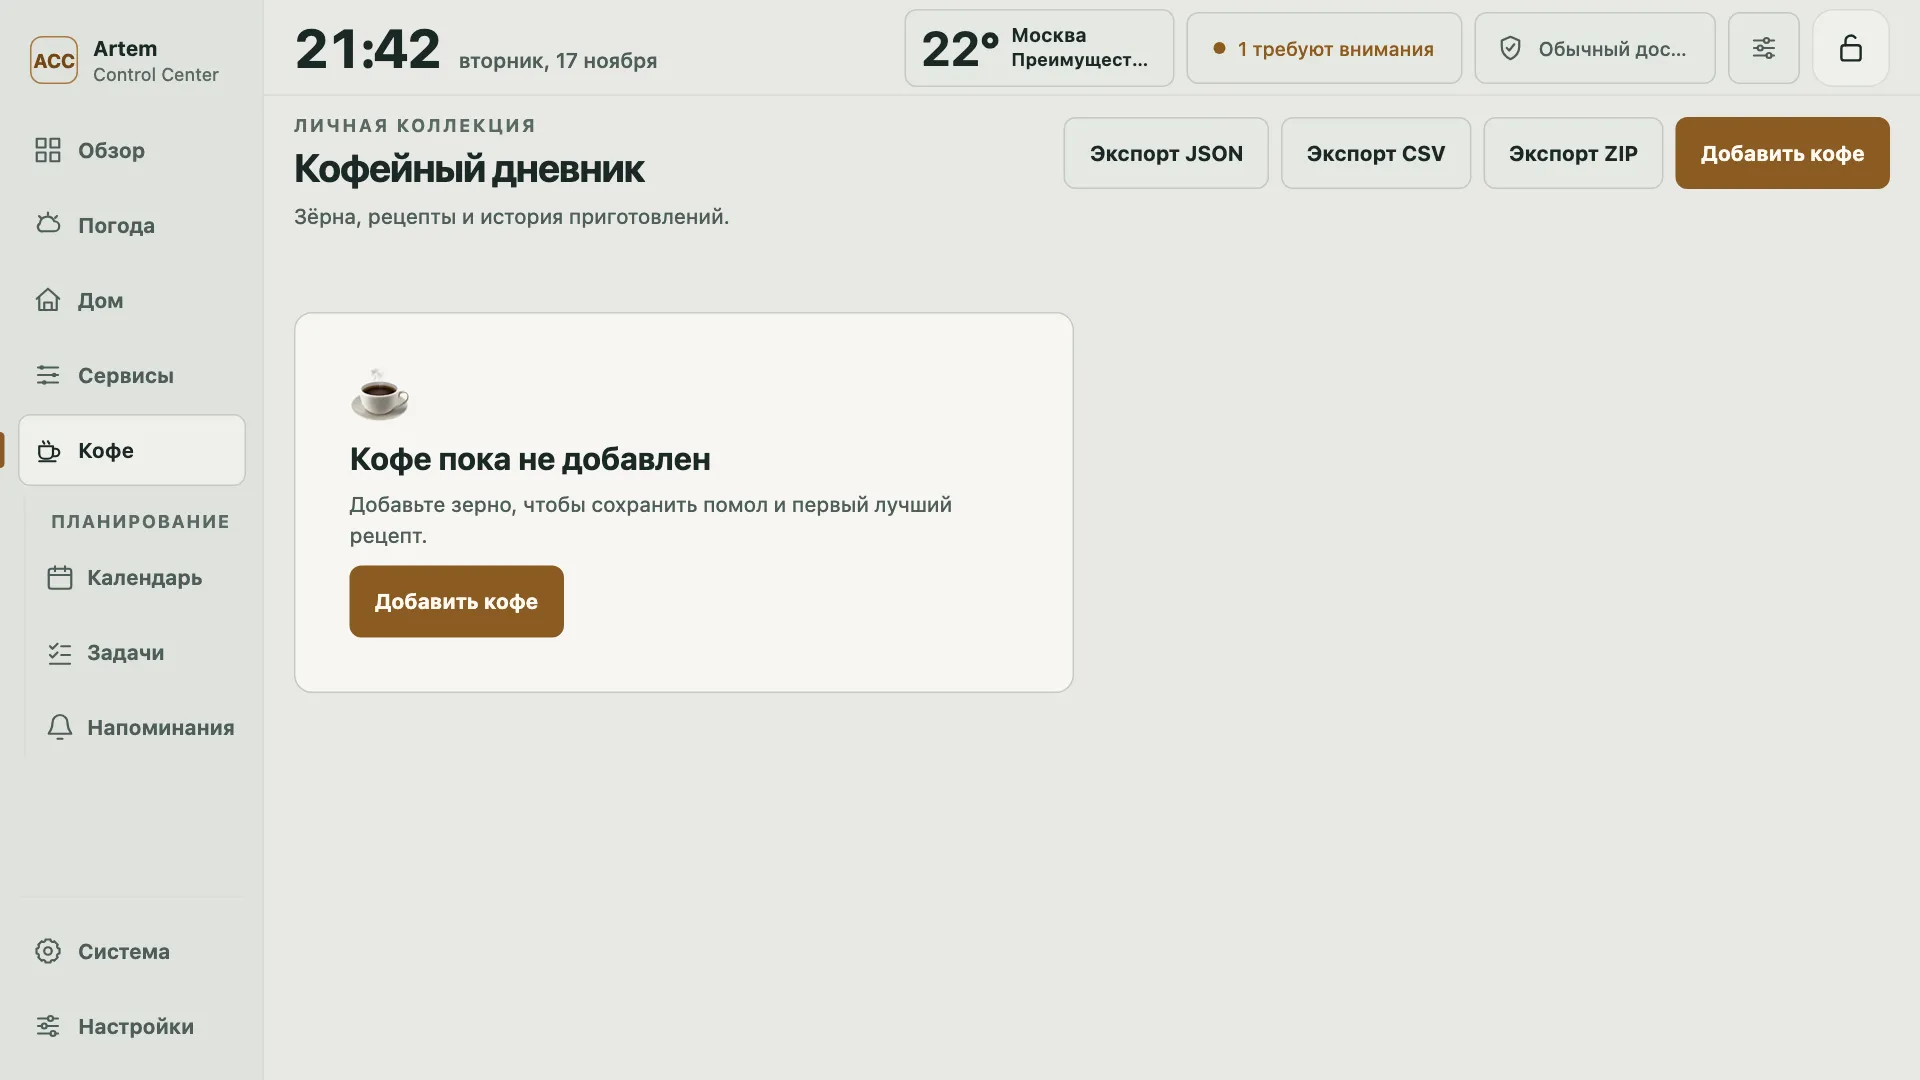 ACC
Artem
Control Center
Обзор
Погода
Дом
Сервисы
Кофе
ПЛАНИРОВАНИЕ
Календарь
Задачи
Напоминания
Система
Настройки
21:42 вторник, 17 ноября
22° Москва
Преимущест...
1 требуют внимания
Обычный дос...
ЛИЧНАЯ КОЛЛЕКЦИЯ
Кофейный дневник
Зёрна, рецепты и история приготовлений.
Экспорт JSON
Экспорт CSV
Экспорт ZIP
Добавить кофе
Кофе пока не добавлен
Добавьте зерно, чтобы сохранить помол и первый лучший
рецепт.
Добавить кофе